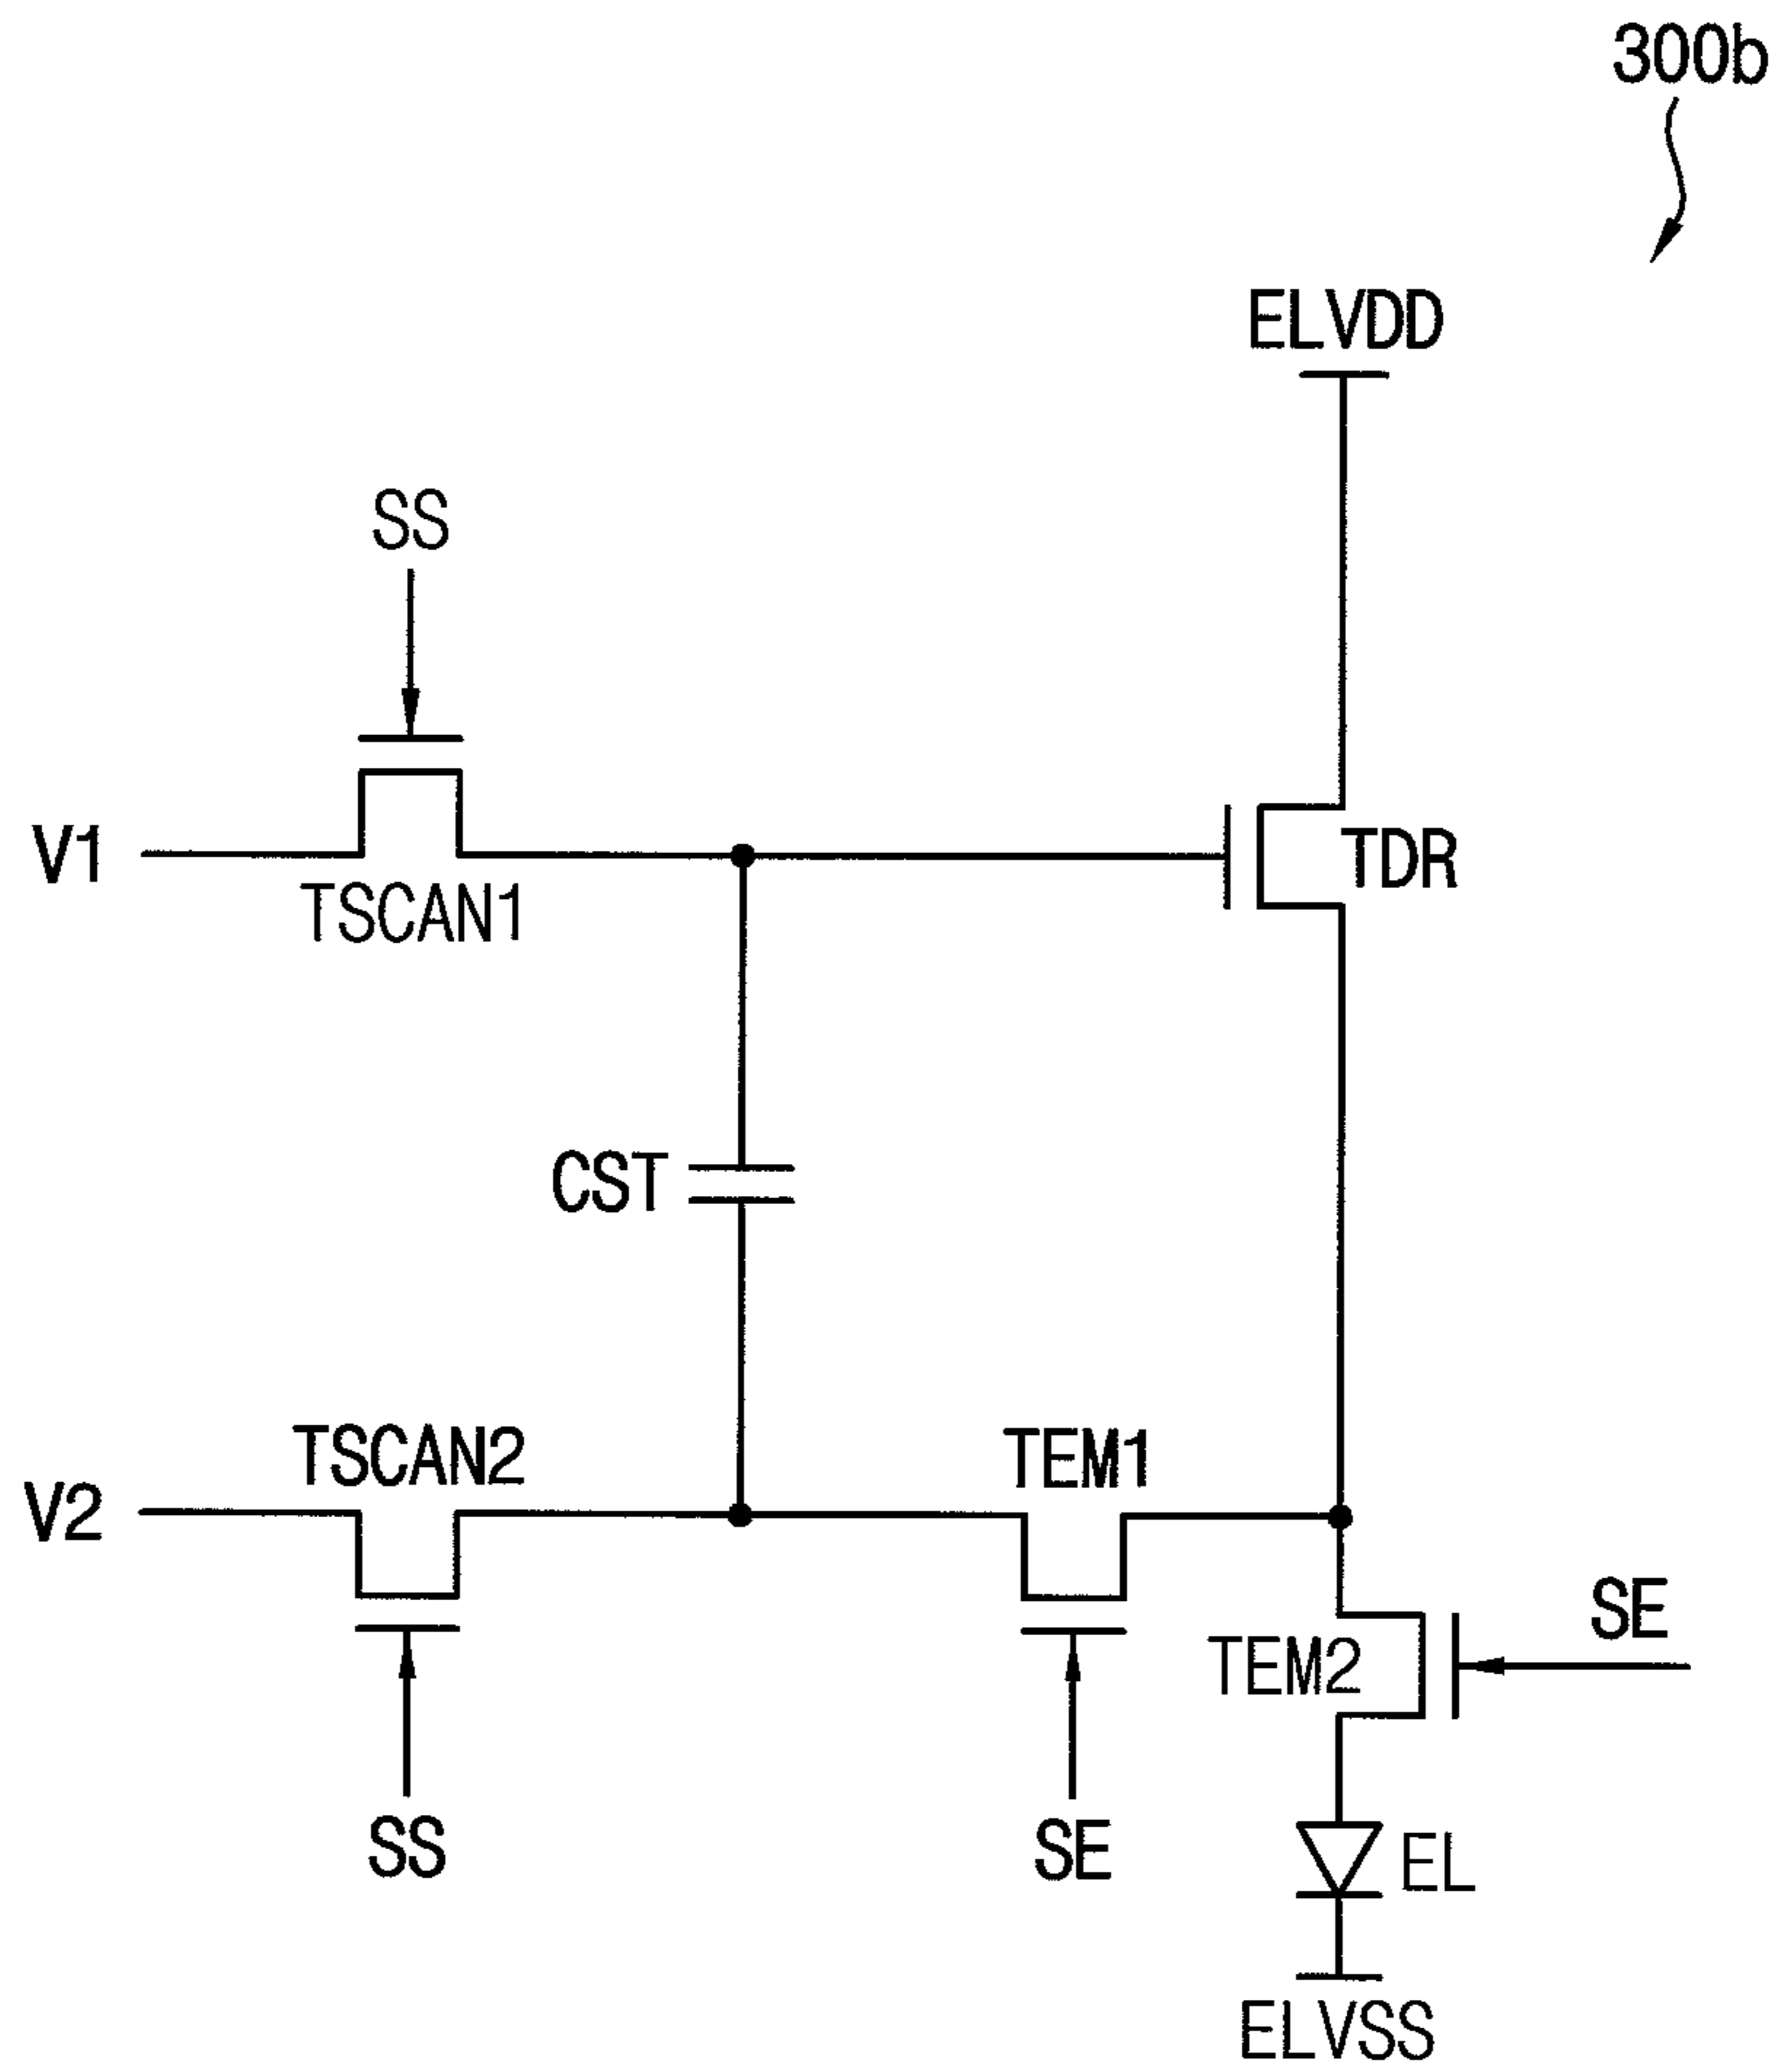 300b
ELVDD
SS
V1
TSCAN1
TDR
CST
TSCAN2
TEM1
V2
SE
TEM2
SS
SE
EL
ELVSS